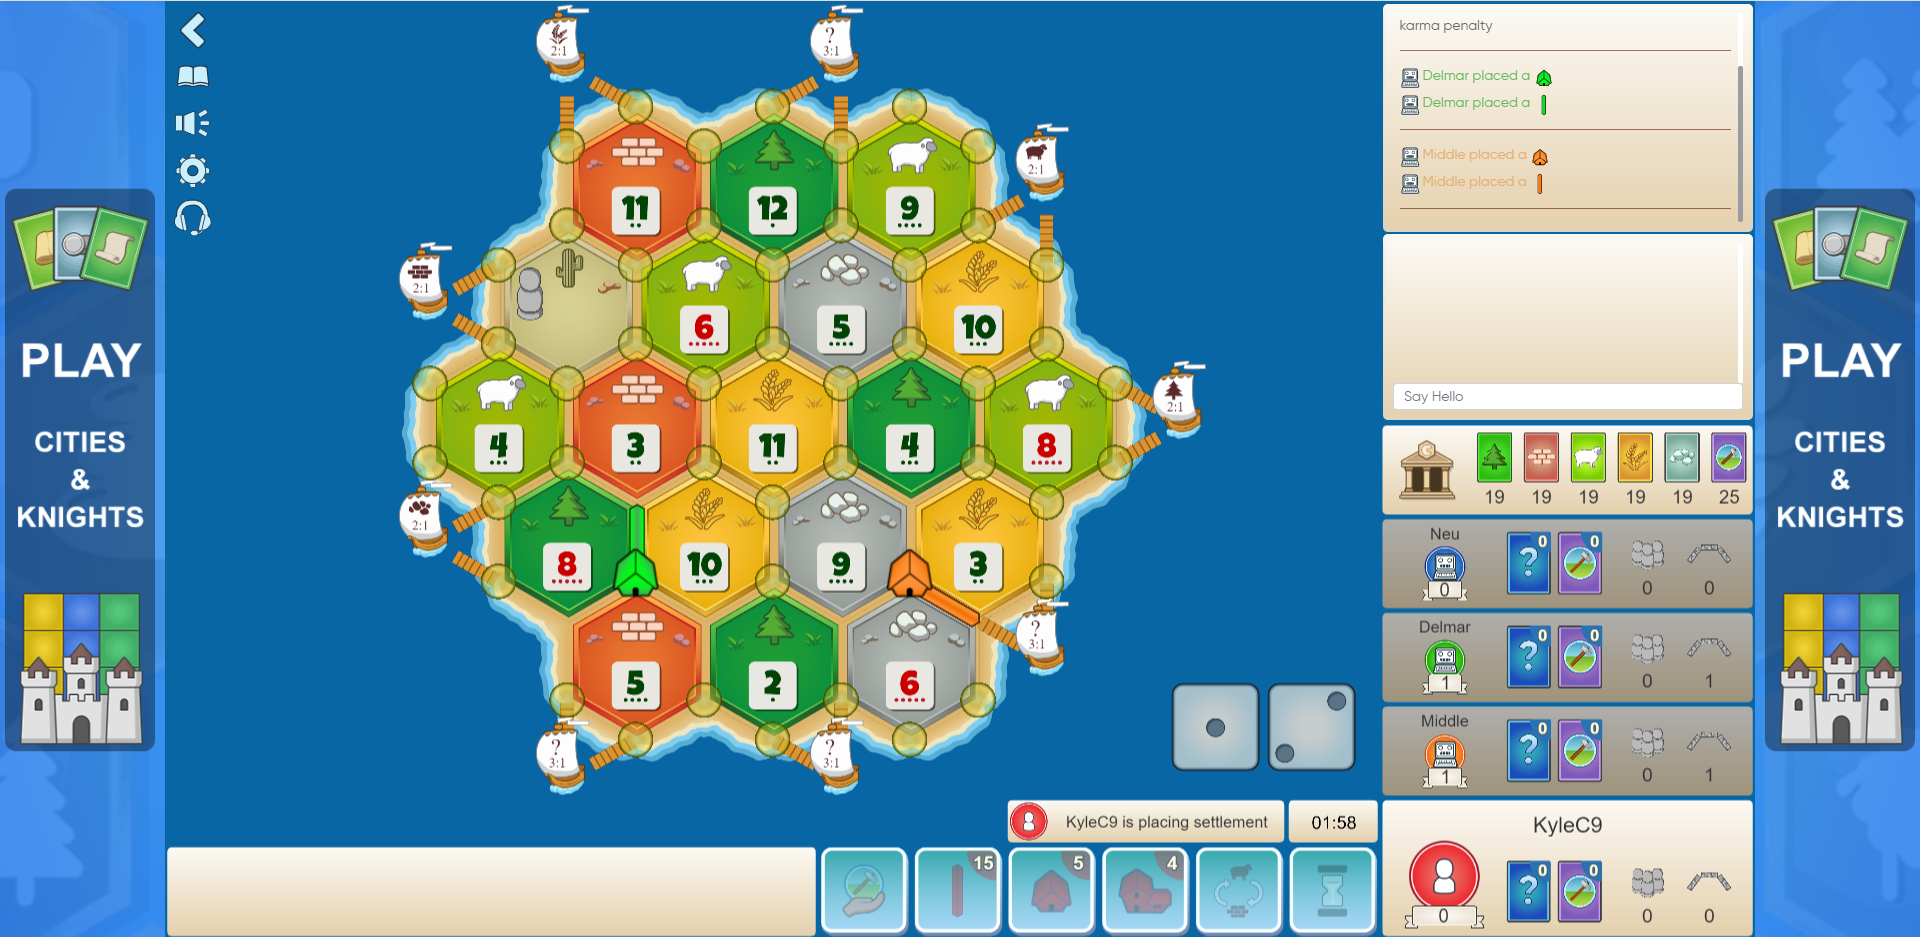 PLAY
CITIES
&
KNIGHTS
2:1
?
3:1
2:1
11
12
9
2:1
6
5
10
4
3
11
4
8
2:1
2:1
8
10
9
3
?
3:1
5
2
6
?
3:1
?
3:1
KyleC9 is placing settlement
01:58
15
5
4
karma penalty
Delmar placed a
Delmar placed a
Middle placed a
Middle placed a
Say Hello
19 19 19 19 19 25
Neu
0 ? 0 0 0 0
Delmar
1 ? 0 0 0 1
Middle
1 ? 0 0 0 1
KyleC9
0 ? 0 0 0 0
PLAY
CITIES
&
KNIGHTS